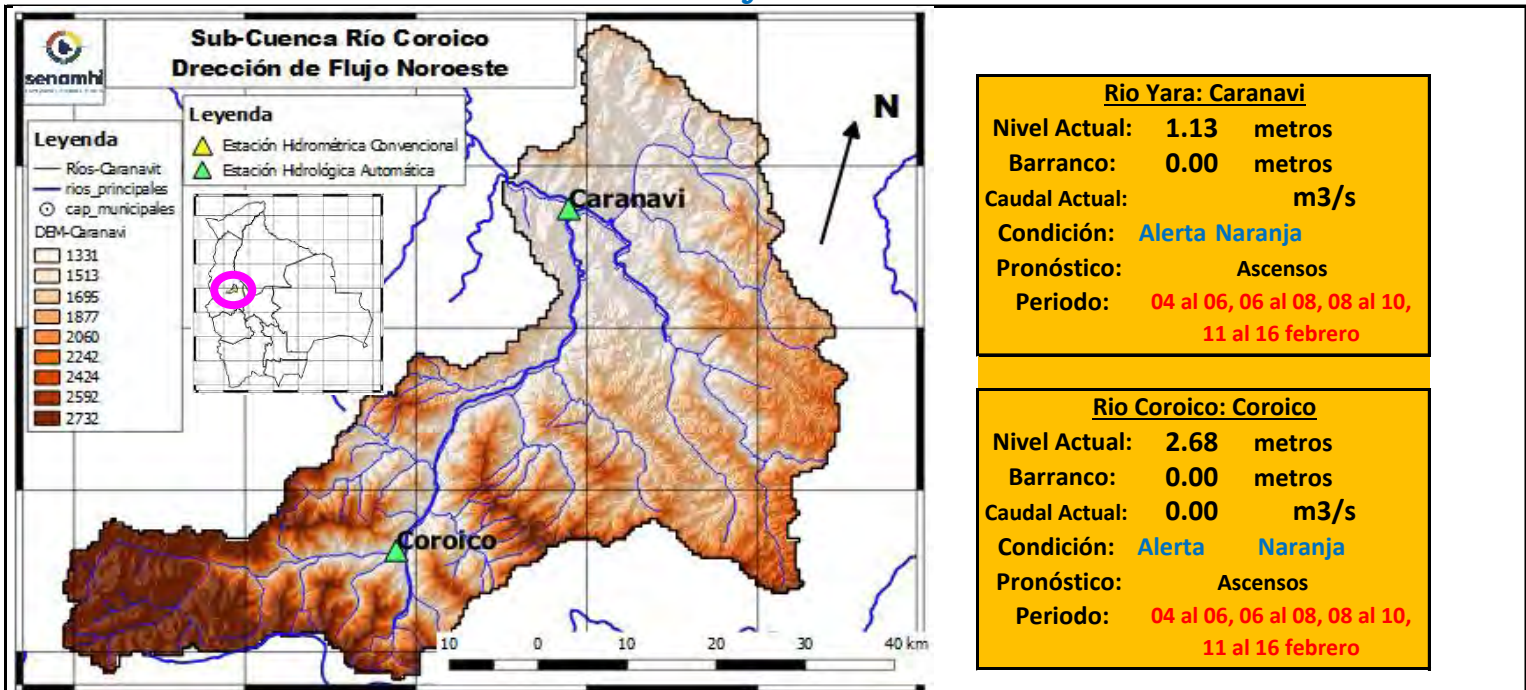 senamhi
Sub-Cuenca Río Coroico
Drección de Flujo Noroeste
Leyenda
Estación Hidrométrica Convencional
Estación Hidrológica Automática
Leyenda
Ríos-Caranavit
rios_principales
cap_municipales
DEM-Caranavi
1331
1513
1695
1877
2060
2242
2424
2592
2732
N
Caranavi
Coroico
10 0 10 20 30 40 km
Rio Yara: Caranavi
Nivel Actual: 1.13 metros
Barranco: 0.00 metros
Caudal Actual: m3/s
Condición: Alerta Naranja
Pronóstico: Ascensos
Periodo: 04 al 06, 06 al 08, 08 al 10,
11 al 16 febrero
Rio Coroico: Coroico
Nivel Actual: 2.68 metros
Barranco: 0.00 metros
Caudal Actual: 0.00 m3/s
Condición: Alerta Naranja
Pronóstico: Ascensos
Periodo: 04 al 06, 06 al 08, 08 al 10,
11 al 16 febrero